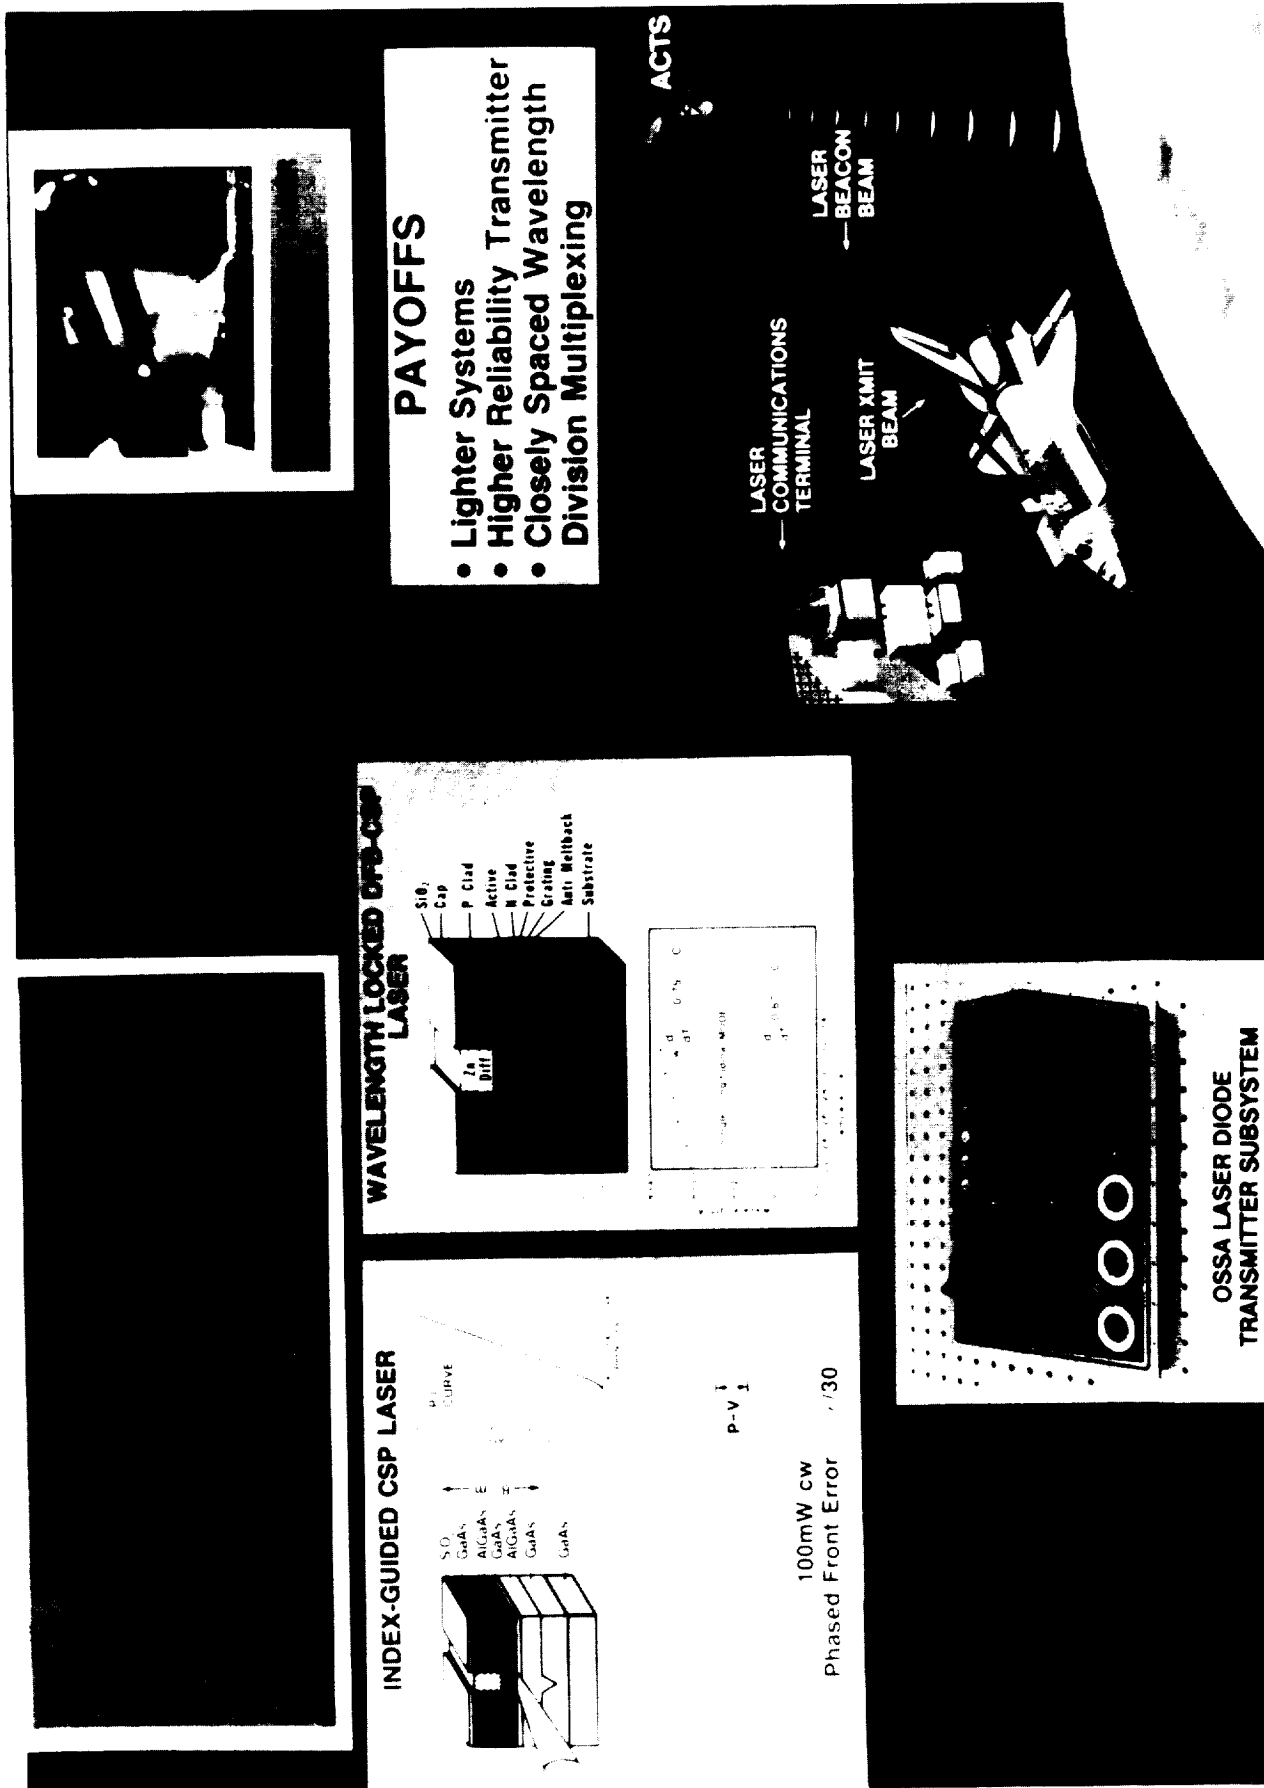 INDEX-GUIDED CSP LASER
GaAs
AlGaAs
GaAs
AlGaAs
GaAs
GaAs
CURVE
P-V
100mW cw
Phased Front Error
WAVELENGTH LOCKED DFB-CSP
LASER
Zn
Diff
SiO₂
Cap
P Clad
Active
N Clad
Protective
Grating
Anti Meltback
Substrate
PAYOFFS
• Lighter Systems
• Higher Reliability Transmitter
• Closely Spaced Wavelength
Division Multiplexing
OSSA LASER DIODE
TRANSMITTER SUBSYSTEM
ACTS
LASER
COMMUNICATIONS
TERMINAL
LASER
BEACON
BEAM
LASER XMIT
BEAM